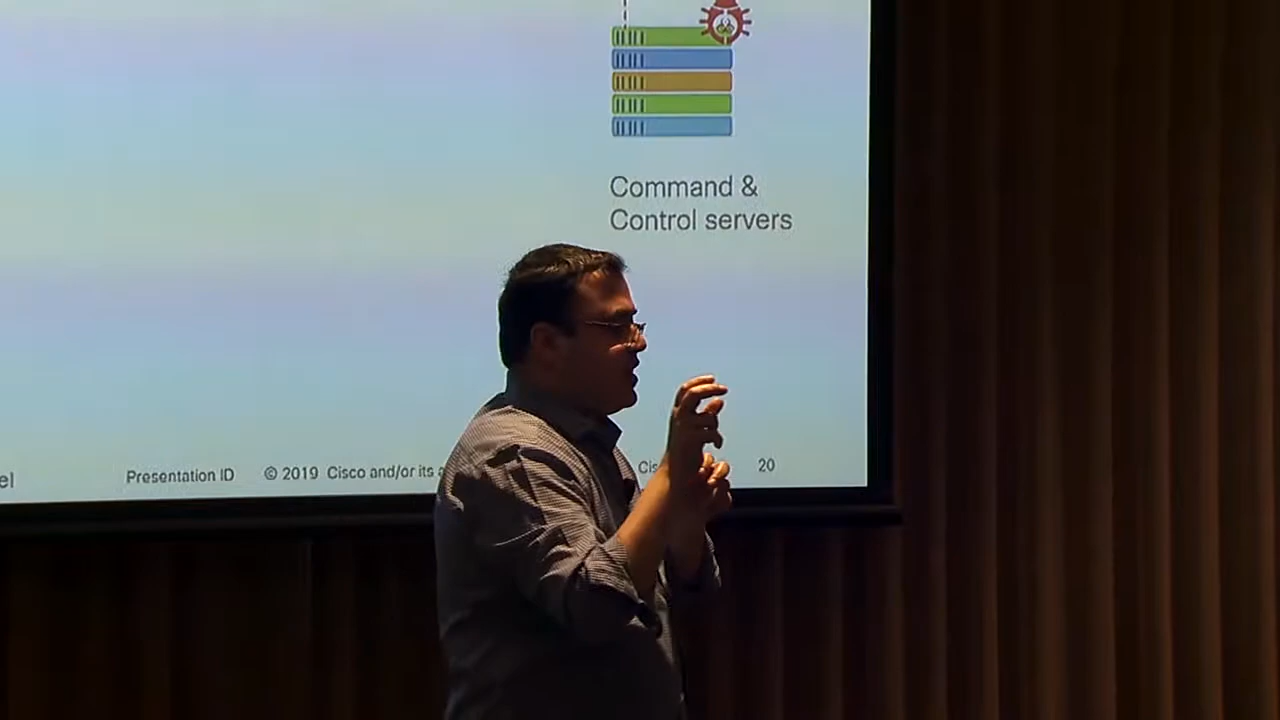 Command &
Control servers
Presentation ID © 2019 Cisco and/or its 20